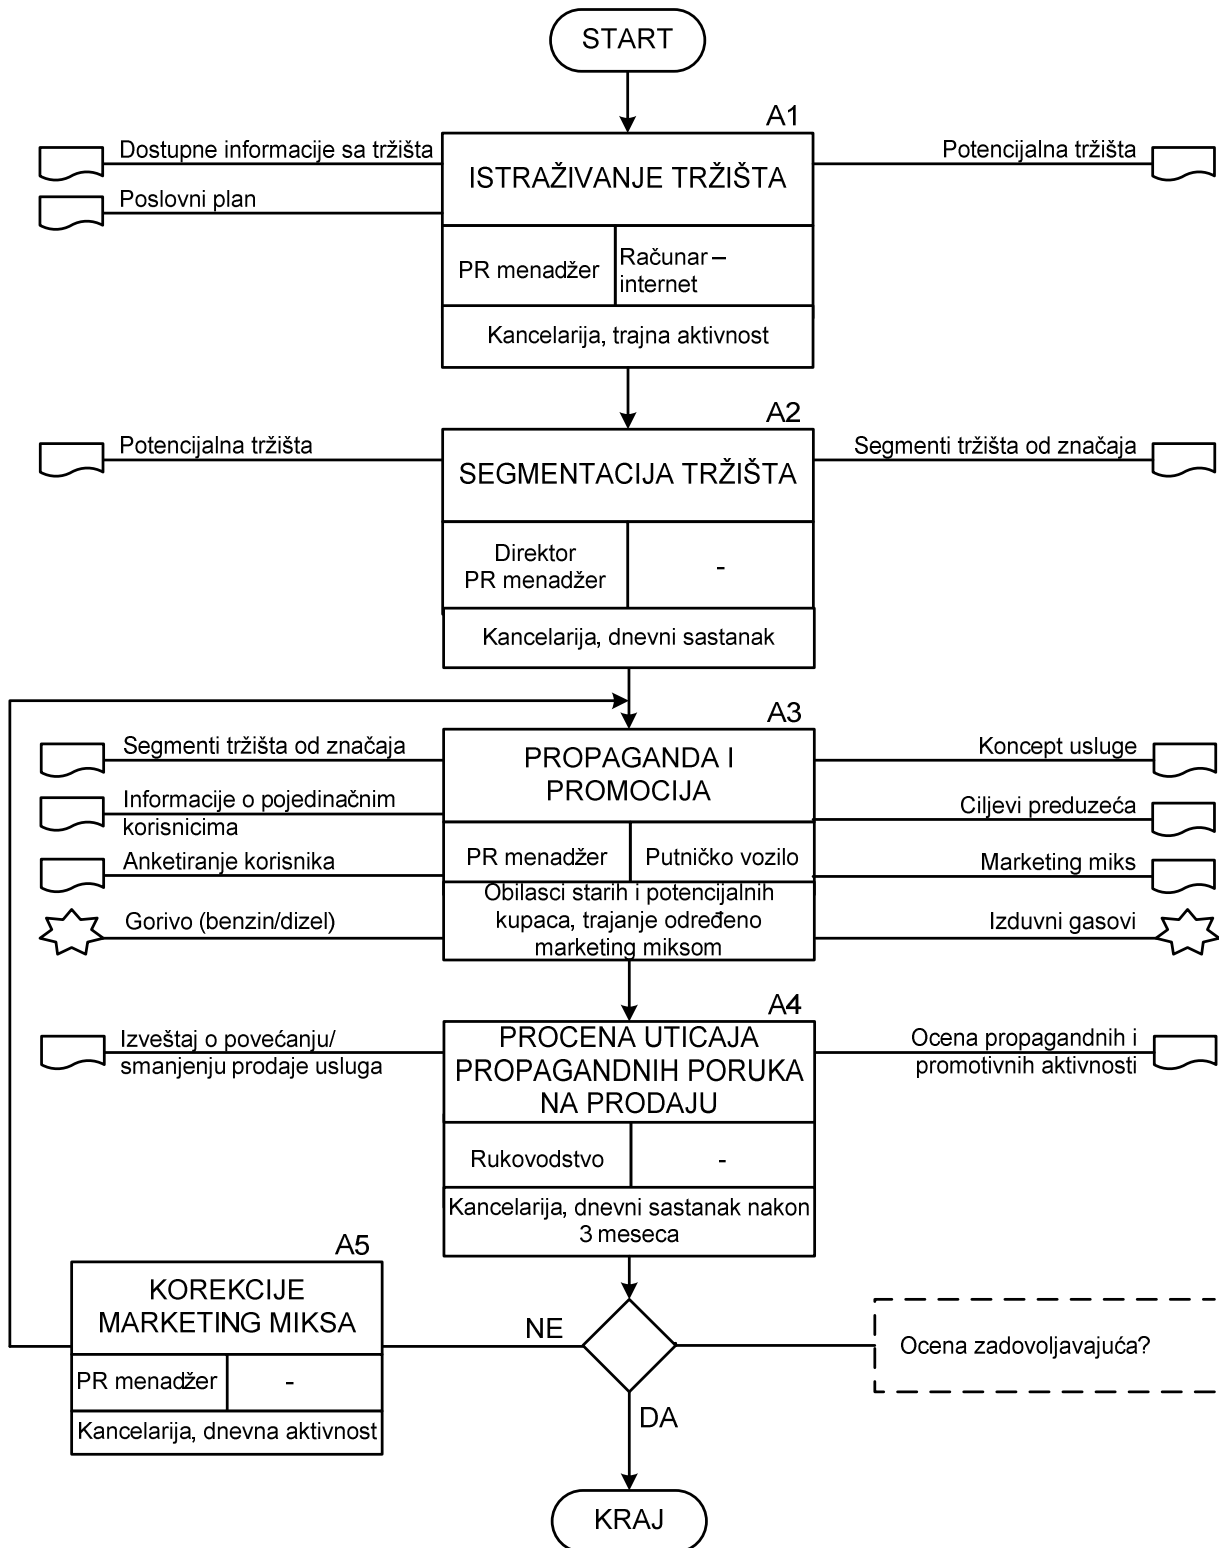 START
A1
Dostupne informacije sa tržišta
Poslovni plan
ISTRAŽIVANJE TRŽIŠTA
Potencijalna tržišta
PR menadžer
Računar –
internet
Kancelarija, trajna aktivnost
A2
Potencijalna tržišta
SEGMENTACIJA TRŽIŠTA
Segmenti tržišta od značaja
Direktor
PR menadžer
-
Kancelarija, dnevni sastanak
A3
Segmenti tržišta od značaja
Informacije o pojedinačnim
korisnicima
Anketiranje korisnika
Gorivo (benzin/dizel)
PROPAGANDA I
PROMOCIJA
PR menadžer
Putničko vozilo
Obilasci starih i potencijalnih
kupaca, trajanje određeno
marketing miksom
Koncept usluge
Ciljevi preduzeća
Marketing miks
Izduvni gasovi
A4
Izveštaj o povećanju/
smanjenju prodaje usluga
PROCENA UTICAJA
PROPAGANDNIH PORUKA
NA PRODAJU
Ocena propagandnih i
promotivnih aktivnosti
Rukovodstvo
-
Kancelarija, dnevni sastanak nakon
3 meseca
A5
KOREKCIJE
MARKETING MIKSA
PR menadžer
-
Kancelarija, dnevna aktivnost
NE
Ocena zadovoljavajuća?
DA
KRAJ